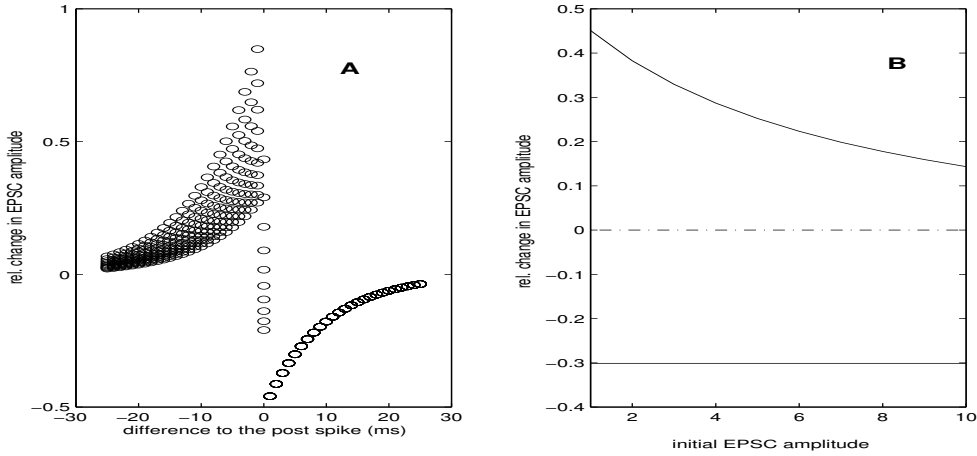 1
0.5
0
−0.5
rel. change in EPSC amplitude
A
−30 −20 −10 0 10 20 30
difference to the post spike (ms)
0.5
0.4
0.3
0.2
0.1
0
−0.1
−0.2
−0.3
−0.4
rel. change in EPSC amplitude
B
2 4 6 8 10
initial EPSC amplitude